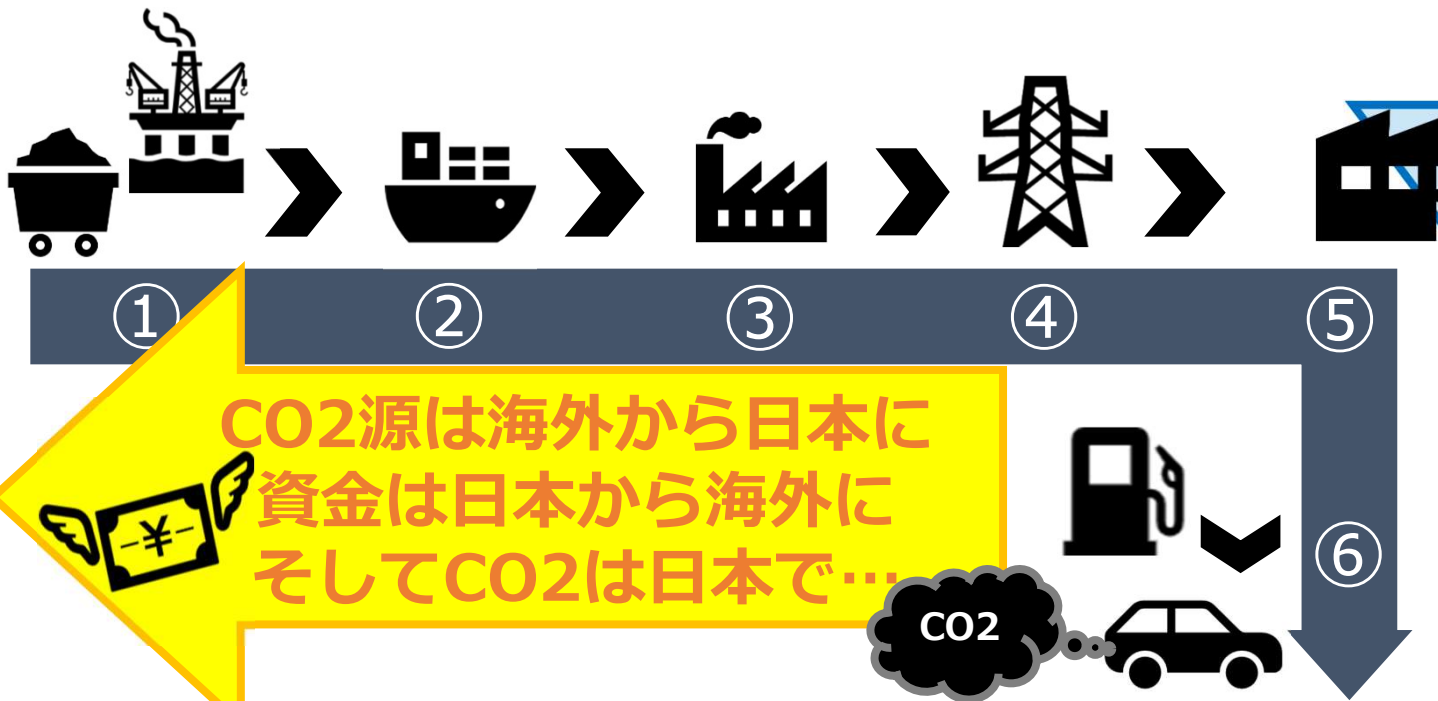 ①
②
③
④
⑤
CO2源は海外から日本に
資金は日本から海外に
そしてCO2は日本で…
-¥-
⑥
CO2